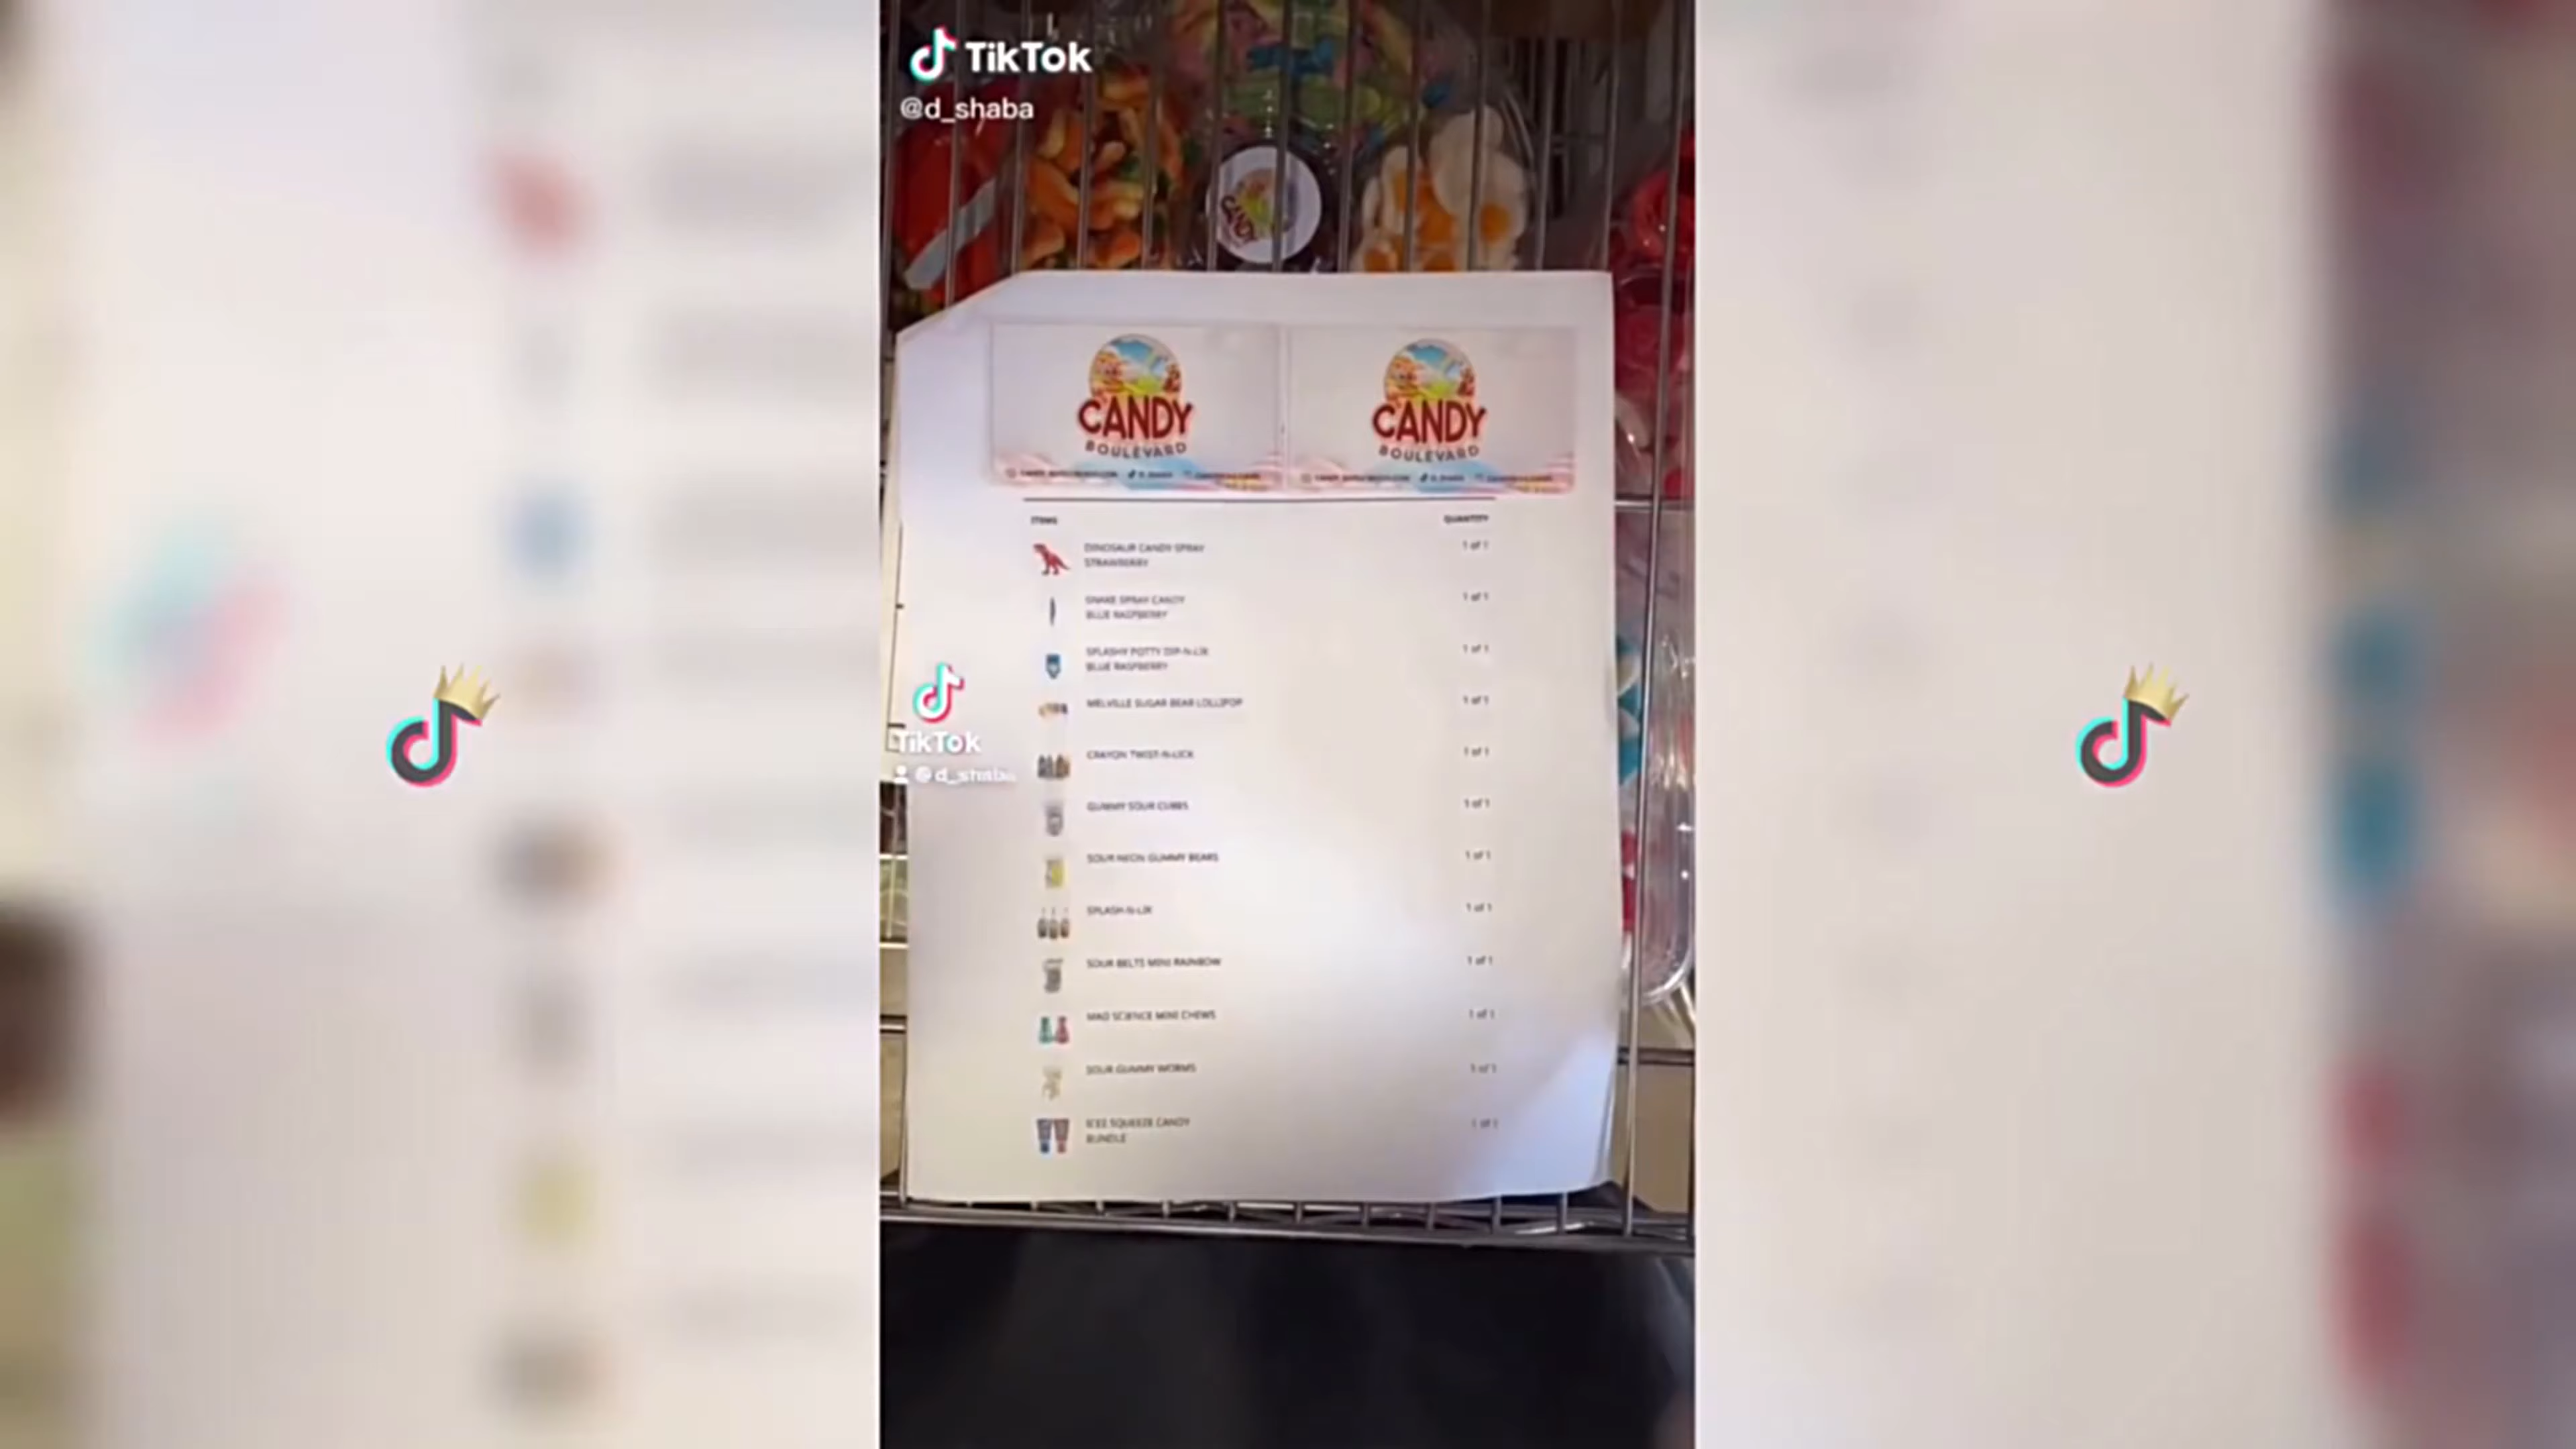 TikTok
@d_shaba
CANDY
CANDY
BOULEVARD
CANDY
BOULEVARD
ITEMS
QUANTITY
DINOSAUR CANDY SPRAY
STRAWBERRY
1 of 1
SNAKE SPRAY CANDY
BLUE RASPBERRY
1 of 1
SPLASHY POTTY DIP-N-LIK
BLUE RASPBERRY
1 of 1
MELVILLE SUGAR BEAR LOLLIPOP
1 of 1
CRAYON TWIST-N-LICK
1 of 1
GUMMY SOUR CUBES
1 of 1
SOUR NEON GUMMY BEARS
1 of 1
SPLASH-N-LIK
1 of 1
SOUR BELTS MINI RAINBOW
1 of 1
MAD SCIENCE MINI CHEWS
1 of 1
SOUR GUMMY WORMS
1 of 1
SQUEEZE CANDY
BUNDLE
1 of 1
TikTok
@d_shaba